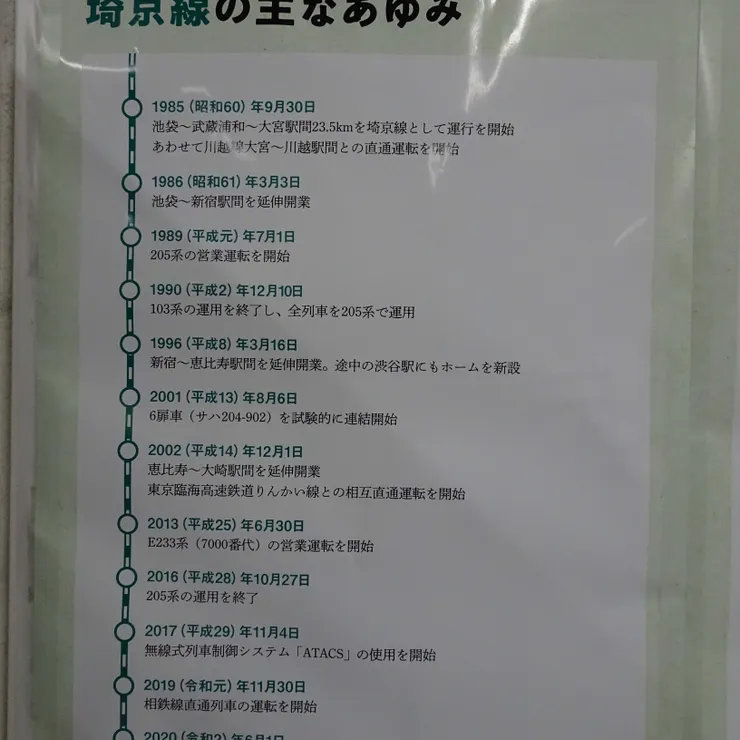 埼京線の主なあゆみ
1985（昭和60）年9月30日
池袋～武蔵浦和～大宮駅間23.5kmを埼京線として運行を開始
あわせて川越線大宮～川越駅間との直通運転を開始
1986（昭和61）年3月3日
池袋～新宿駅間を延伸開業
1989（平成元）年7月1日
205系の営業運転を開始
1990（平成2）年12月10日
103系の運用を終了し、全列車を205系で運用
1996（平成8）年3月16日
新宿～恵比寿駅間を延伸開業。途中の渋谷駅にもホームを新設
2001（平成13）年8月6日
6扉車（サハ204-902）を試験的に連結開始
2002（平成14）年12月1日
恵比寿～大崎駅間を延伸開業
東京臨海高速鉄道りんかい線との相互直通運転を開始
2013（平成25）年6月30日
E233系（7000番代）の営業運転を開始
2016（平成28）年10月27日
205系の運用を終了
2017（平成29）年11月4日
無線式列車制御システム「ATACS」の使用を開始
2019（令和元）年11月30日
相鉄線直通列車の運転を開始
2020（令和2）年6月1日